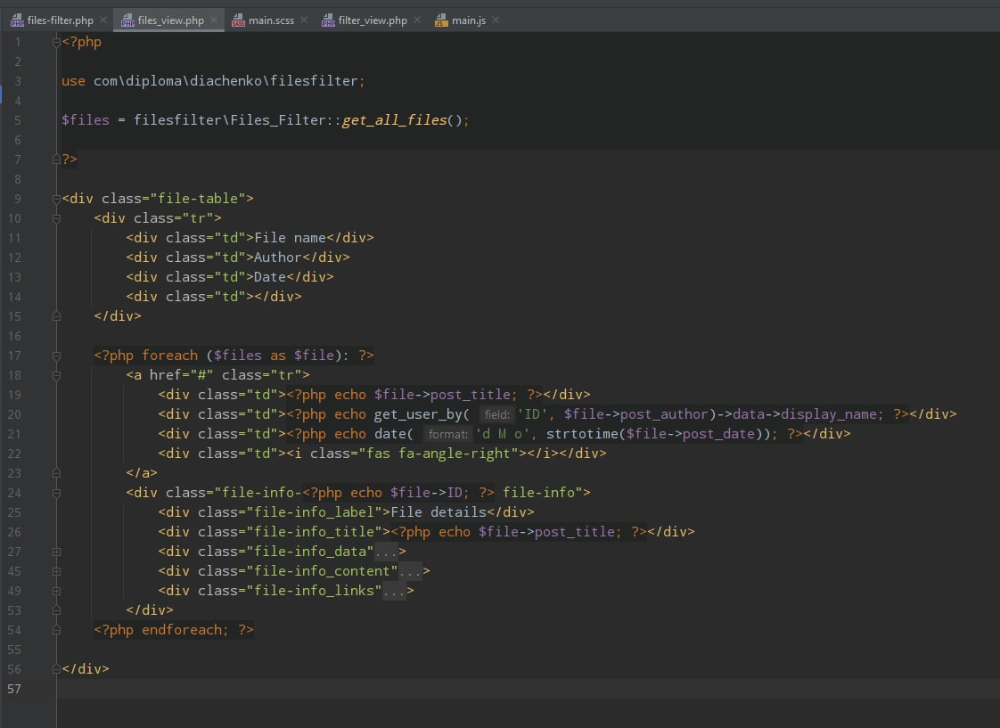 files-filter.php files_view.php main.scss filter_view.php main.js
1 <?php
2
3 use com\diploma\diachenko\filesfilter;
4
5 $files = filesfilter\Files_Filter::get_all_files();
6
7 ?>
8
9 <div class="file-table">
10 <div class="tr">
11 <div class="td">File name</div>
12 <div class="td">Author</div>
13 <div class="td">Date</div>
14 <div class="td"></div>
15 </div>
16
17 <?php foreach ($files as $file): ?>
18 <a href="#" class="tr">
19 <div class="td"><?php echo $file->post_title; ?></div>
20 <div class="td"><?php echo get_user_by( field: 'ID', $file->post_author)->data->display_name; ?></div>
21 <div class="td"><?php echo date( format: 'd M o', strtotime($file->post_date)); ?></div>
22 <div class="td"><i class="fas fa-angle-right"></i></div>
23 </a>
24 <div class="file-info-<?php echo $file->ID; ?> file-info">
25 <div class="file-info_label">File details</div>
26 <div class="file-info_title"><?php echo $file->post_title; ?></div>
27 <div class="file-info_data"...>
45 <div class="file-info_content"...>
49 <div class="file-info_links"...>
53 </div>
54 <?php endforeach; ?>
55
56 </div>
57